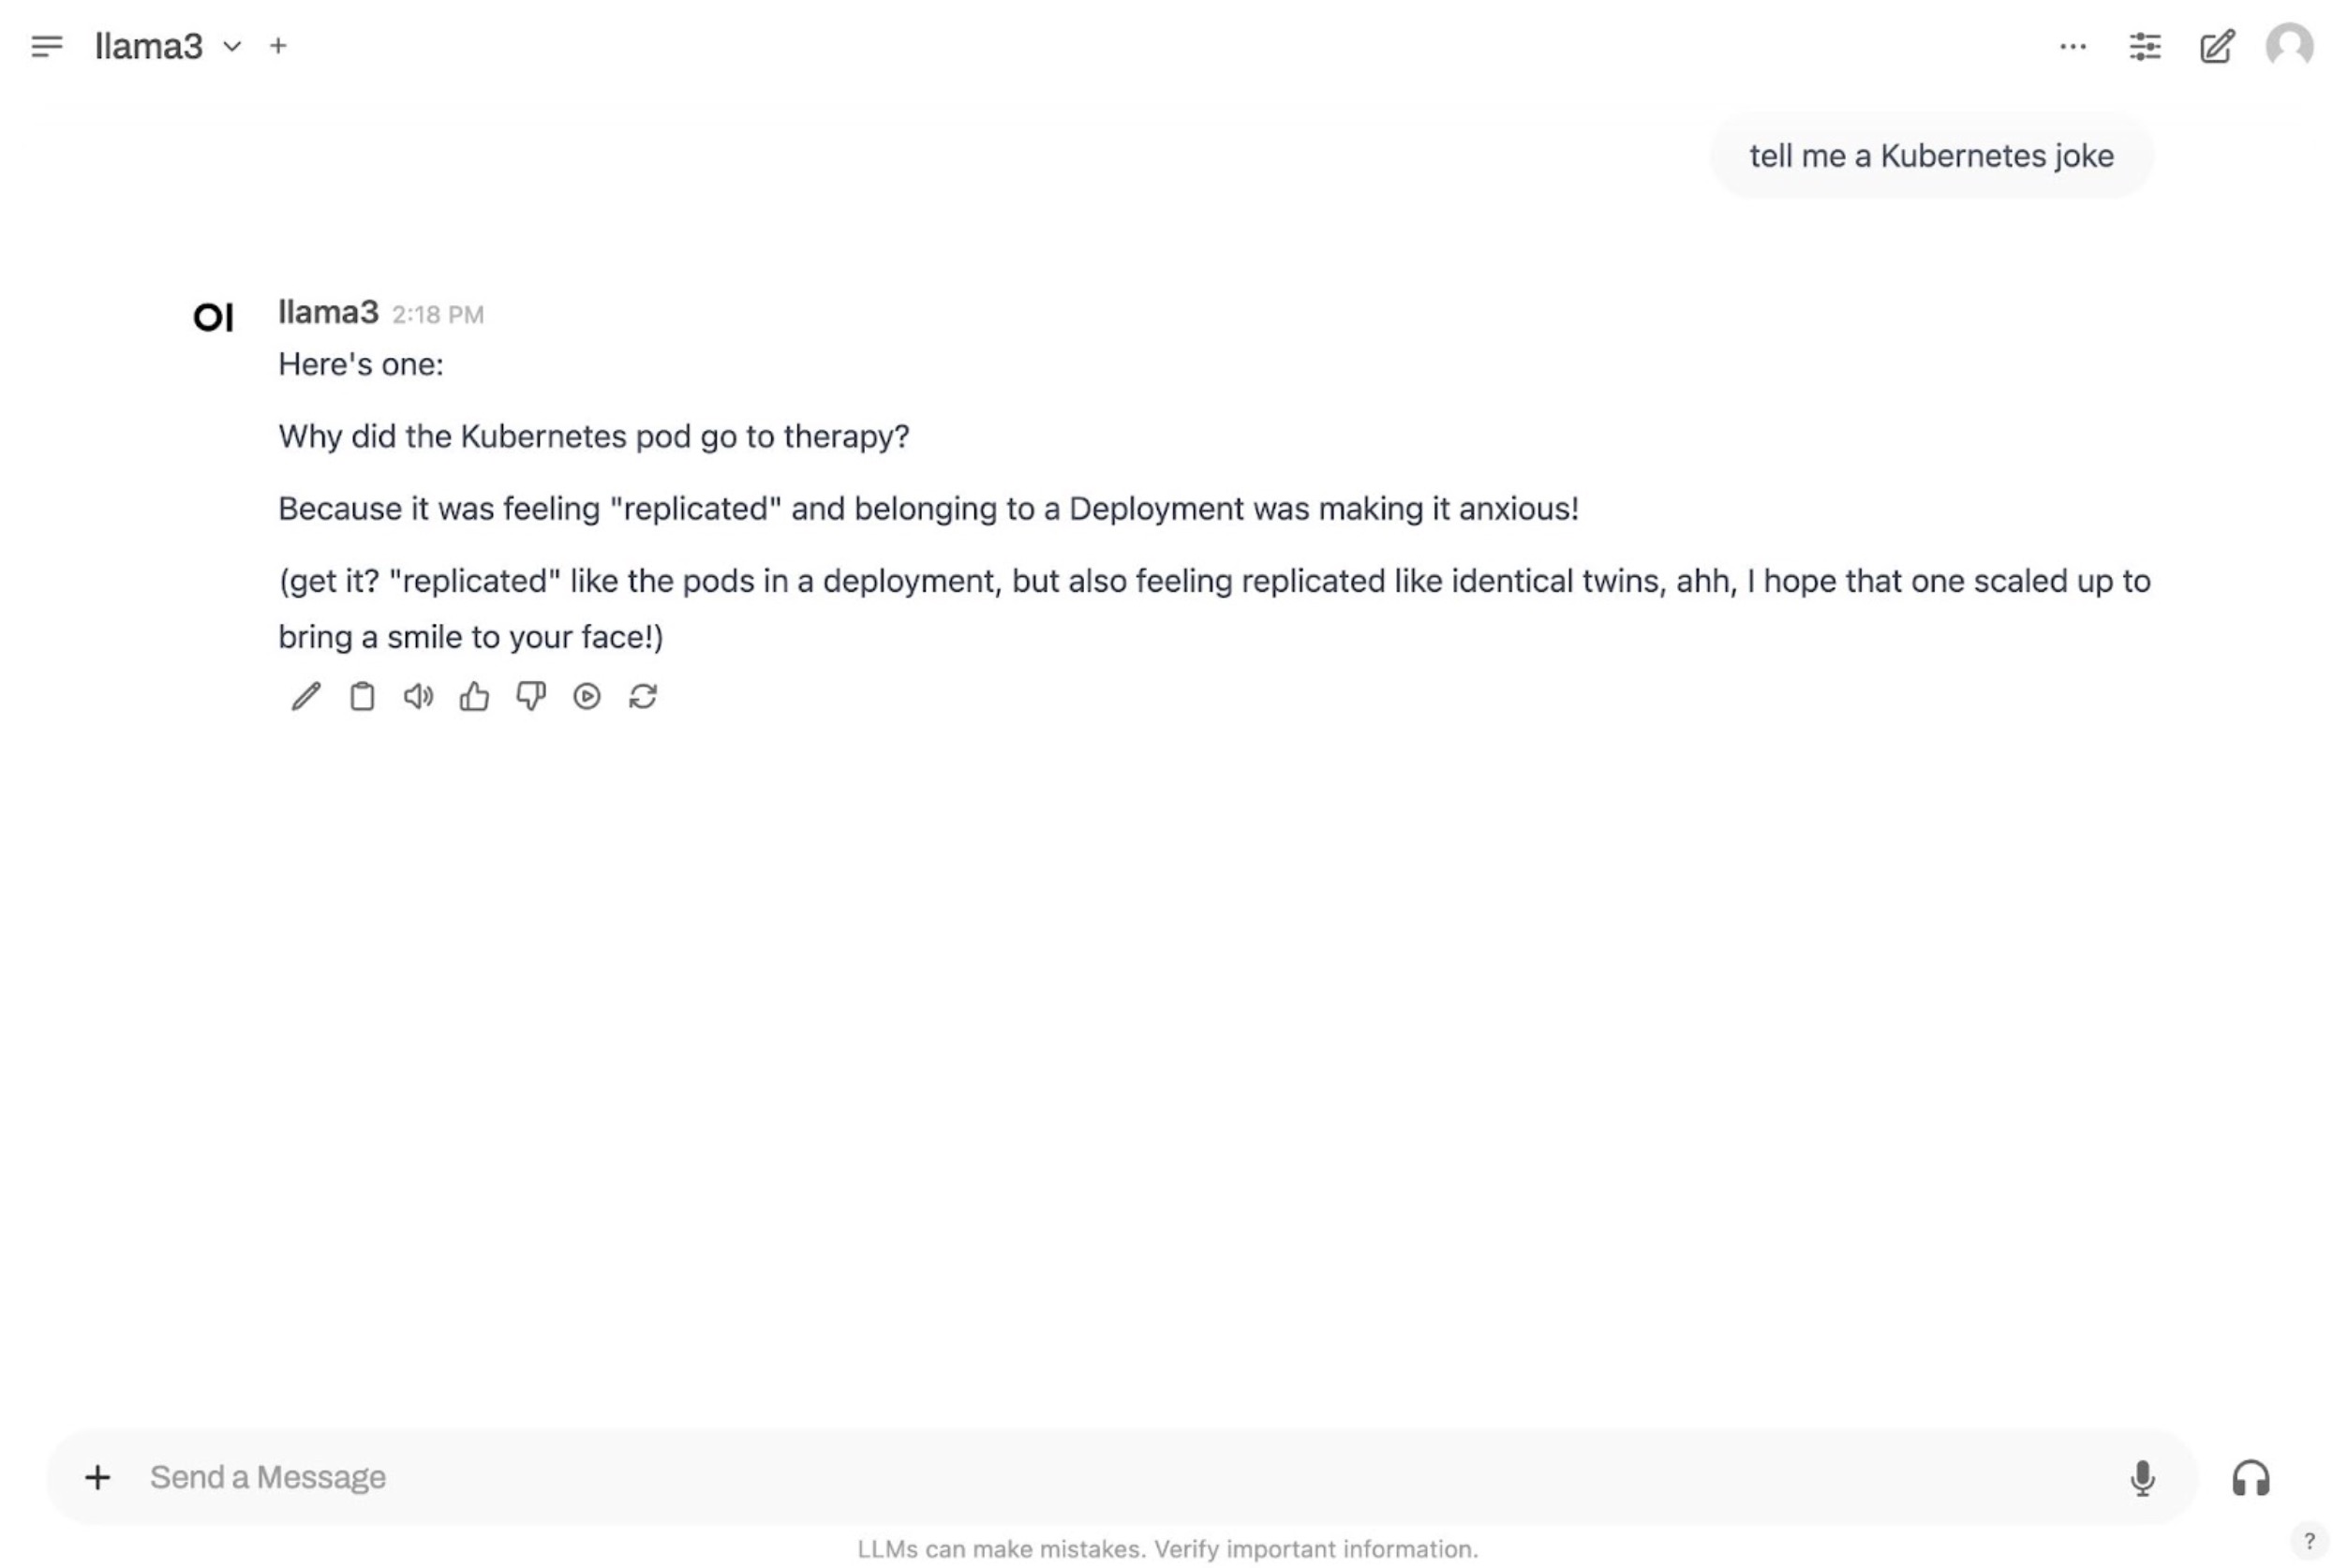 llama3
tell me a Kubernetes joke
OI
llama3 2:18 PM
Here's one:
Why did the Kubernetes pod go to therapy?
Because it was feeling "replicated" and belonging to a Deployment was making it anxious!
(get it? "replicated" like the pods in a deployment, but also feeling replicated like identical twins, ahh, I hope that one scaled up to
bring a smile to your face!)
Send a Message
LLMs can make mistakes. Verify important information.
?